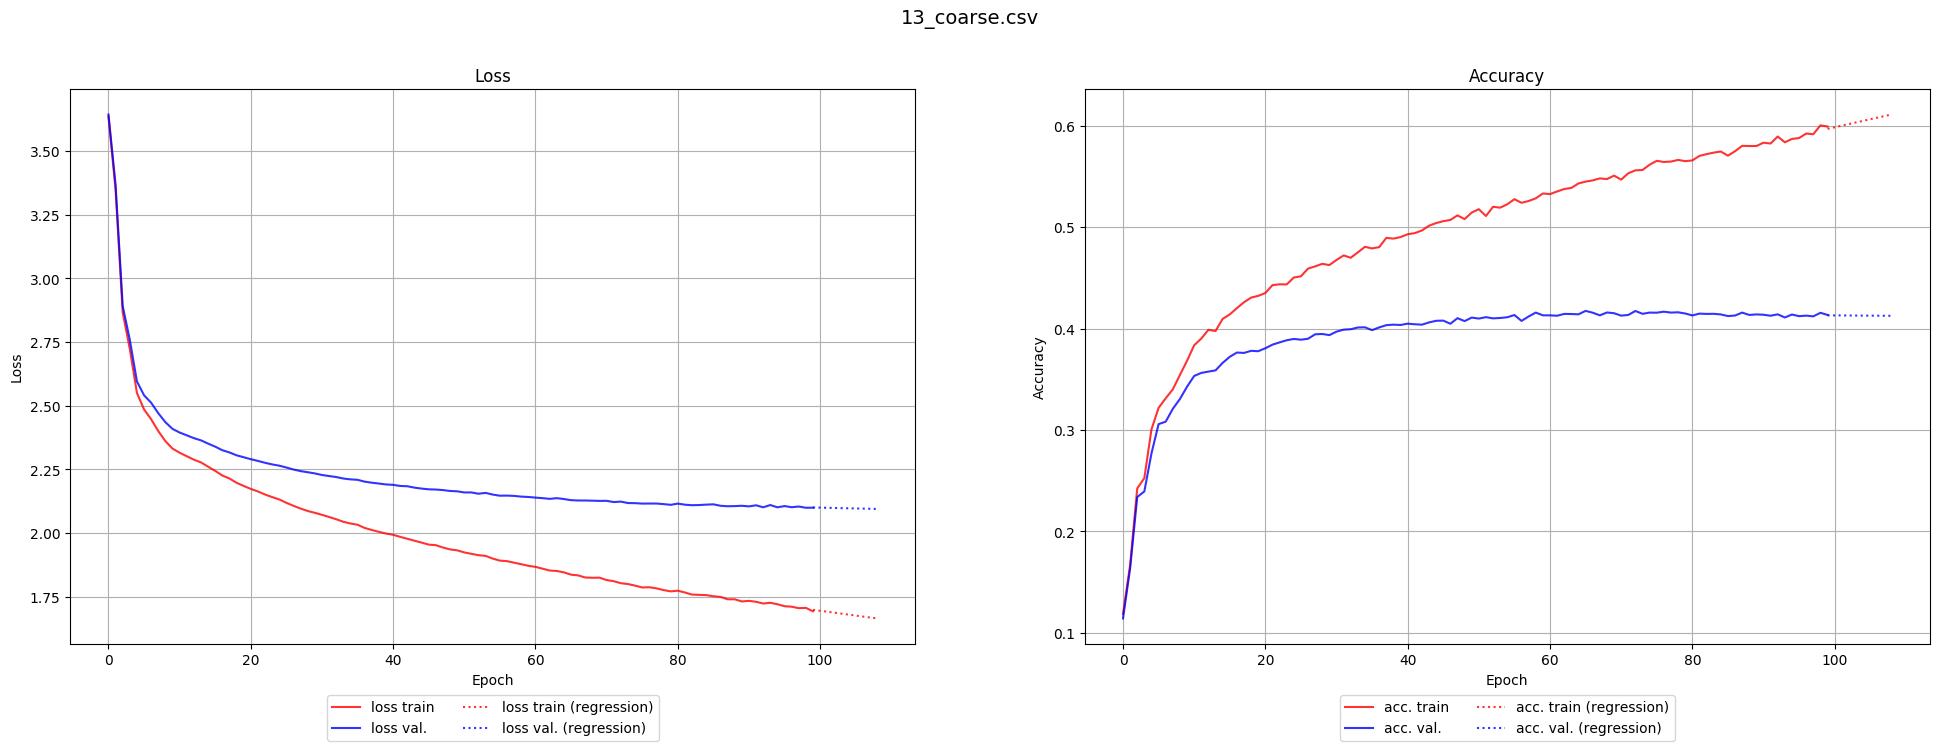 13_coarse.csv
Loss
3.50
3.25
3.00
2.75
2.50
2.25
2.00
1.75
Loss
0 20 40 60 80 100
Epoch
loss train
loss val.
loss train (regression)
loss val. (regression)
Accuracy
0.6
0.5
0.4
0.3
0.2
0.1
Accuracy
0 20 40 60 80 100
Epoch
acc. train
acc. val.
acc. train (regression)
acc. val. (regression)